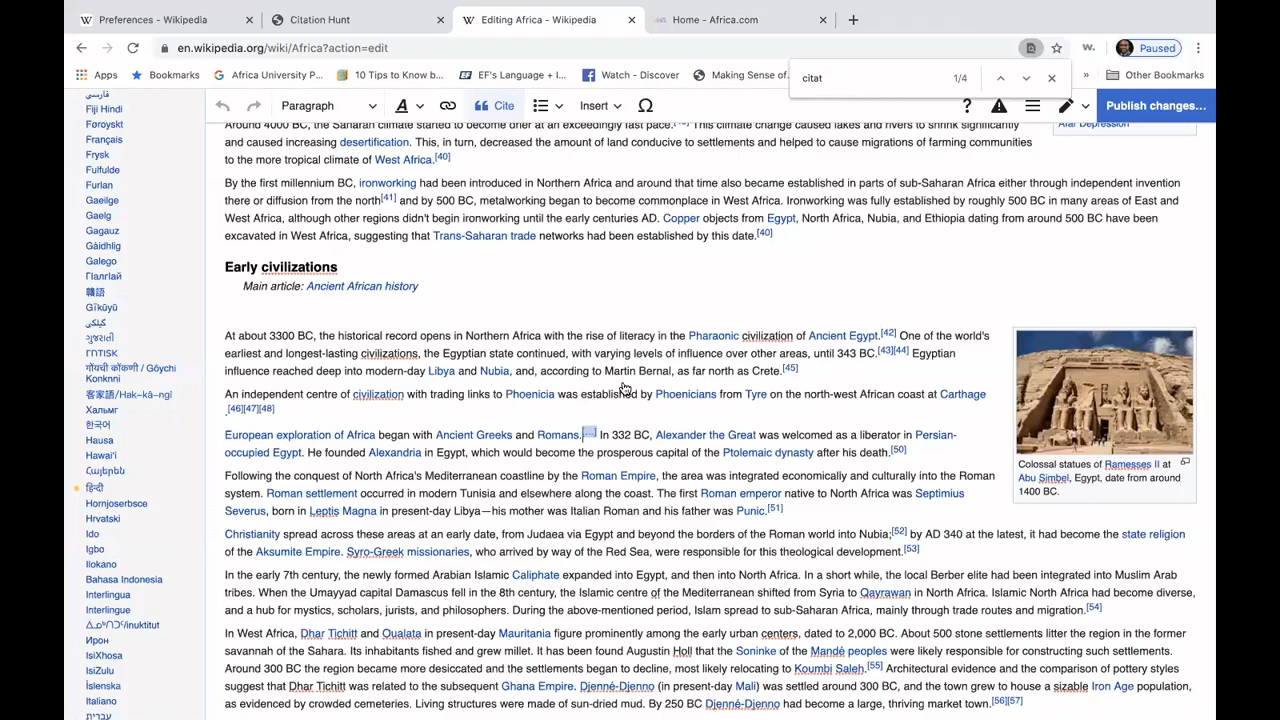 Preferences - Wikipedia
Citation Hunt
Editing Africa - Wikipedia
Home - Africa.com
en.wikipedia.org/wiki/Africa?action=edit
W.
Paused
Apps
Bookmarks
Africa University P...
10 Tips to Know b...
EF's Language + I...
Watch - Discover
Making Sense of...
»
Other Bookmarks
citat
1/4
Paragraph
A
Cite
Insert
Ω
?
Publish changes...
فارسی
Fiji Hindi
Føroyskt
Français
Frysk
Fulfulde
Furlan
Gaeilge
Gaelg
Gagauz
Gàidhlig
Galego
ГIалгIай
贛語
Gĩkũyũ
گیلکی
ગુજરાતી
गोंयची कोंकणी / Gõychi
Konknni
客家語/Hak-kâ-ngî
Хальмг
한국어
Hausa
Hawaiʻi
Հայերեն
हिन्दी
Hornjoserbsce
Hrvatski
Ido
Igbo
Ilokano
Bahasa Indonesia
Interlingua
Interlingue
ᐃᓄᒃᑎᑐᑦ/inuktitut
Ирон
IsiXhosa
IsiZulu
Íslenska
Italiano
עברית
Around 4000 BC, the Saharan climate started to become drier at an exceedingly fast pace. This climate change caused lakes and rivers to shrink significantly
and caused increasing desertification. This, in turn, decreased the amount of land conducive to settlements and helped to cause migrations of farming communities
to the more tropical climate of West Africa.[40]
Afar Depression
By the first millennium BC, ironworking had been introduced in Northern Africa and around that time also became established in parts of sub-Saharan Africa either through independent invention
there or diffusion from the north[41] and by 500 BC, metalworking began to become commonplace in West Africa. Ironworking was fully established by roughly 500 BC in many areas of East and
West Africa, although other regions didn't begin ironworking until the early centuries AD. Copper objects from Egypt, North Africa, Nubia, and Ethiopia dating from around 500 BC have been
excavated in West Africa, suggesting that Trans-Saharan trade networks had been established by this date.[40]
Early civilizations
Main article: Ancient African history
At about 3300 BC, the historical record opens in Northern Africa with the rise of literacy in the Pharaonic civilization of Ancient Egypt.[42] One of the world's
earliest and longest-lasting civilizations, the Egyptian state continued, with varying levels of influence over other areas, until 343 BC.[43][44] Egyptian
influence reached deep into modern-day Libya and Nubia, and, according to Martin Bernal, as far north as Crete.[45]
An independent centre of civilization with trading links to Phoenicia was established by Phoenicians from Tyre on the north-west African coast at Carthage
.[46][47][48]
European exploration of Africa began with Ancient Greeks and Romans.[...] In 332 BC, Alexander the Great was welcomed as a liberator in Persian-
occupied Egypt. He founded Alexandria in Egypt, which would become the prosperous capital of the Ptolemaic dynasty after his death.[50]
Following the conquest of North Africa's Mediterranean coastline by the Roman Empire, the area was integrated economically and culturally into the Roman
system. Roman settlement occurred in modern Tunisia and elsewhere along the coast. The first Roman emperor native to North Africa was Septimius
Severus, born in Leptis Magna in present-day Libya—his mother was Italian Roman and his father was Punic.[51]
Colossal statues of Ramesses II at
Abu Simbel, Egypt, date from around
1400 BC.
Christianity spread across these areas at an early date, from Judaea via Egypt and beyond the borders of the Roman world into Nubia;[52] by AD 340 at the latest, it had become the state religion
of the Aksumite Empire. Syro-Greek missionaries, who arrived by way of the Red Sea, were responsible for this theological development.[53]
In the early 7th century, the newly formed Arabian Islamic Caliphate expanded into Egypt, and then into North Africa. In a short while, the local Berber elite had been integrated into Muslim Arab
tribes. When the Umayyad capital Damascus fell in the 8th century, the Islamic centre of the Mediterranean shifted from Syria to Qayrawan in North Africa. Islamic North Africa had become diverse,
and a hub for mystics, scholars, jurists, and philosophers. During the above-mentioned period, Islam spread to sub-Saharan Africa, mainly through trade routes and migration.[54]
In West Africa, Dhar Tichitt and Oualata in present-day Mauritania figure prominently among the early urban centers, dated to 2,000 BC. About 500 stone settlements litter the region in the former
savannah of the Sahara. Its inhabitants fished and grew millet. It has been found Augustin Holl that the Soninke of the Mandé peoples were likely responsible for constructing such settlements.
Around 300 BC the region became more desiccated and the settlements began to decline, most likely relocating to Koumbi Saleh.[55] Architectural evidence and the comparison of pottery styles
suggest that Dhar Tichitt was related to the subsequent Ghana Empire. Djenné-Djenno (in present-day Mali) was settled around 300 BC, and the town grew to house a sizable Iron Age population,
as evidenced by crowded cemeteries. Living structures were made of sun-dried mud. By 250 BC Djenné-Djenno had become a large, thriving market town.[56][57]